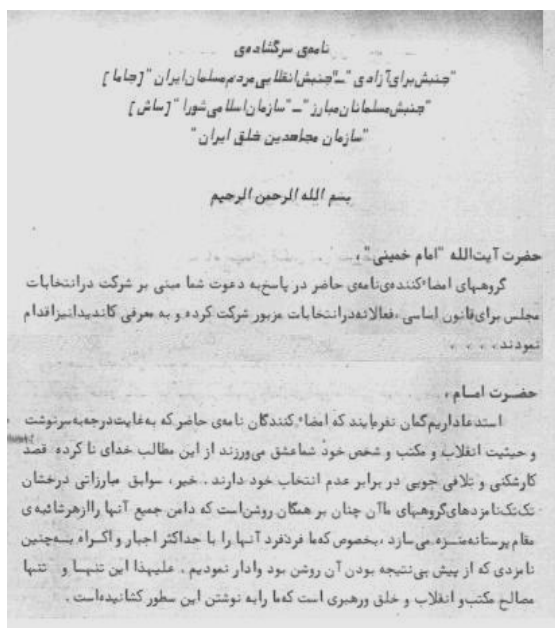 نامه‌ی سرگشاده‌ی
"جنبش برای آزادی" ــ "جنبش انقلابی مردم مسلمان ایران" [جاما]
"جنبش مسلمانان مبارز" ــ "سازمان اسلامی شورا" [ساش]
"سازمان مجاهدین خلق ایران"
بسم الله الرحمن الرحیم
حضرت آیت‌الله "امام خمینی"،
گروههای امضاءکننده‌ی نامه‌ی حاضر در پاسخ به دعوت شما مبنی بر شرکت در انتخابات
مجلس برای قانون اساسی، فعالانه در انتخابات مزبور شرکت کرده و به معرفی کاندیدا نیز اقدام
نمودند. . . .
حضرت امام،
استدعا داریم گمان نفرمایند که امضاءکنندگان نامه‌ی حاضر که به‌غایت درجه به سرنوشت
و حیثیت انقلاب و مکتب و شخص خود شما عشق می‌ورزند از این مطالب خدای نا کرده قصد
کارشکنی و تلافی جویی در برابر عدم انتخاب خود دارند. خیر، سوابق مبارزاتی درخشان
تک‌تک نامزدهای گروههای ما آن چنان بر همگان روشن است که دامن جمیع آنها را از هر شائبه‌ی
مقام پرستانه منزه می‌سازد، بخصوص که ما فرد فرد آنها را با حداکثر اجبار و اکراه به چنین
نامزدی که از پیش بی‌نتیجه بودن آن روشن بود وادار نمودیم. علیهذا این تنها و تنها
مصالح مکتب و انقلاب و خلق و رهبری است که ما را به نوشتن این سطور کشانیده‌است.